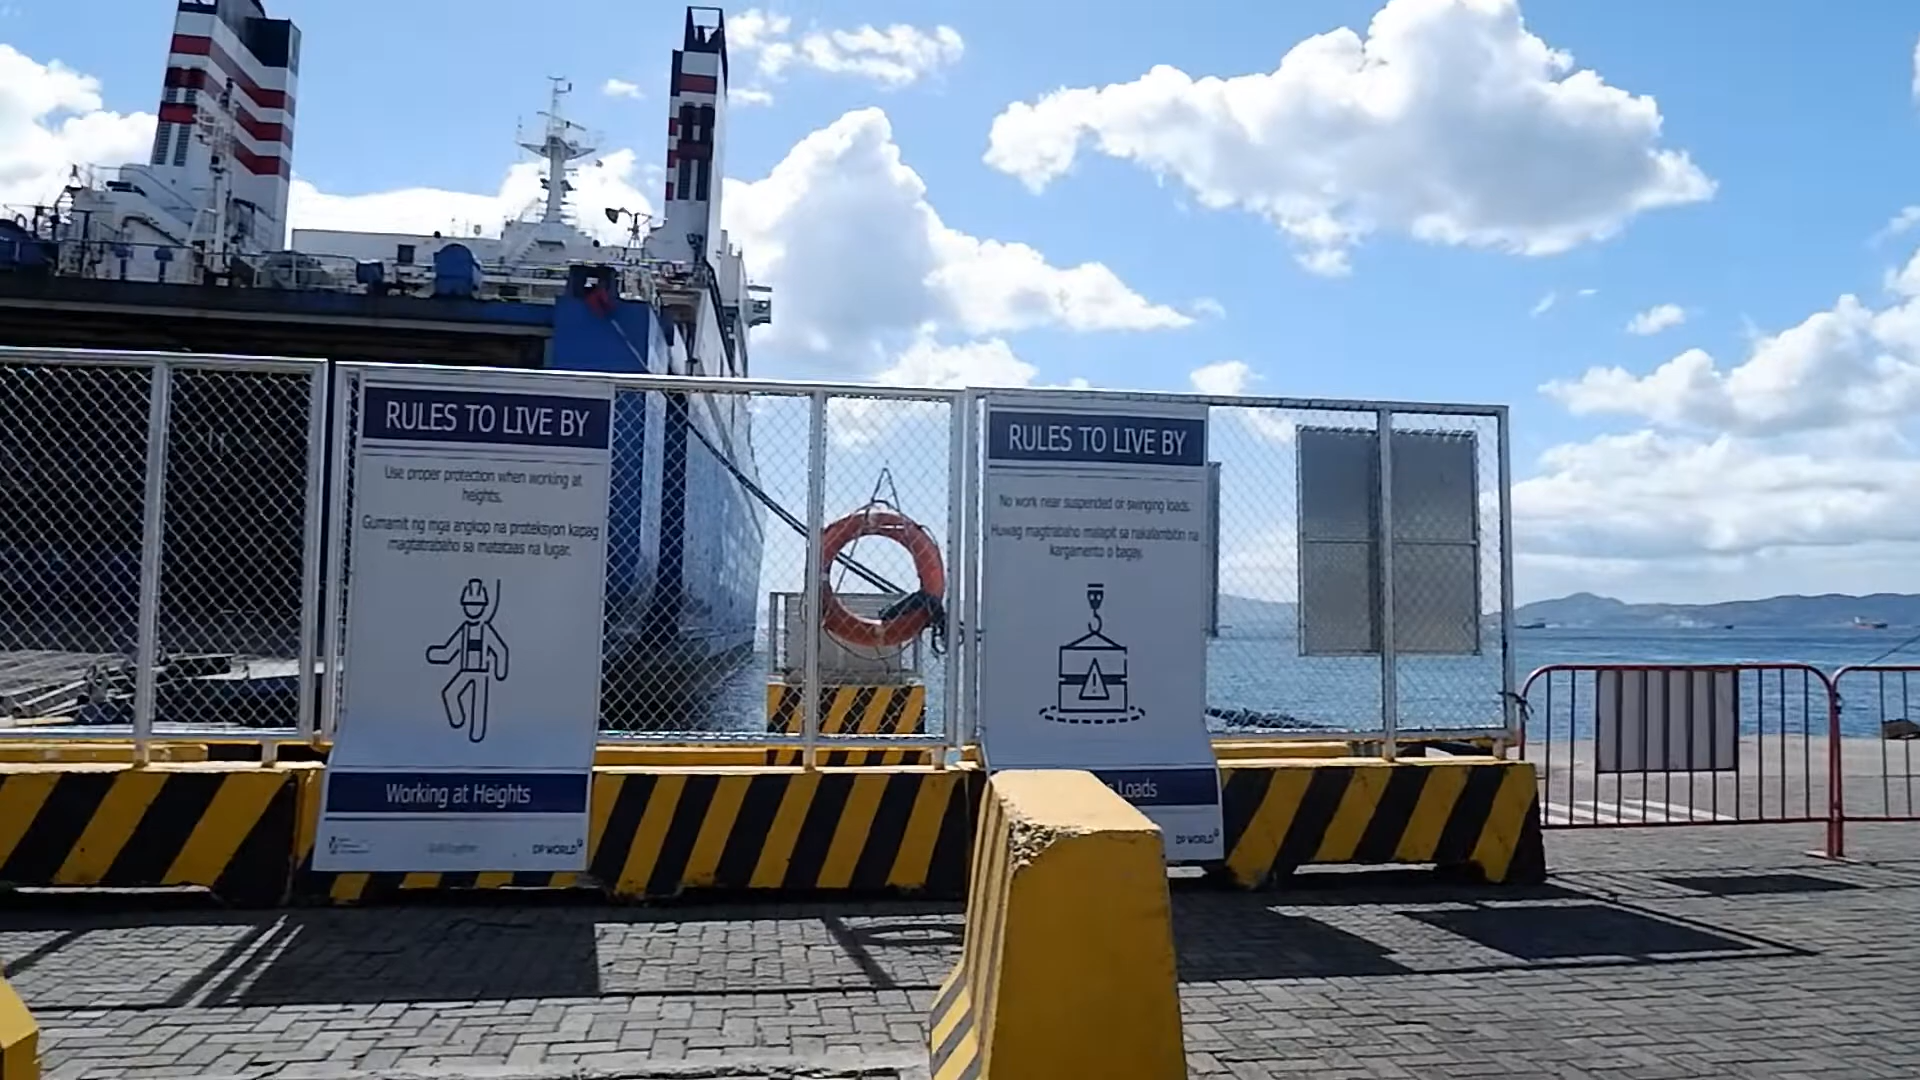 RULES TO LIVE BY
Use proper protection when working at
heights.
Gumamit ng mga angkop na proteksyon kapag
magtatrabaho sa matataas na lugar.
Working at Heights
DP WORLD
RULES TO LIVE BY
No work near suspended or swinging loads.
Huwag magtrabaho malapit sa nakalambitin na
kargamento o bagay.
Loads
DP WORLD